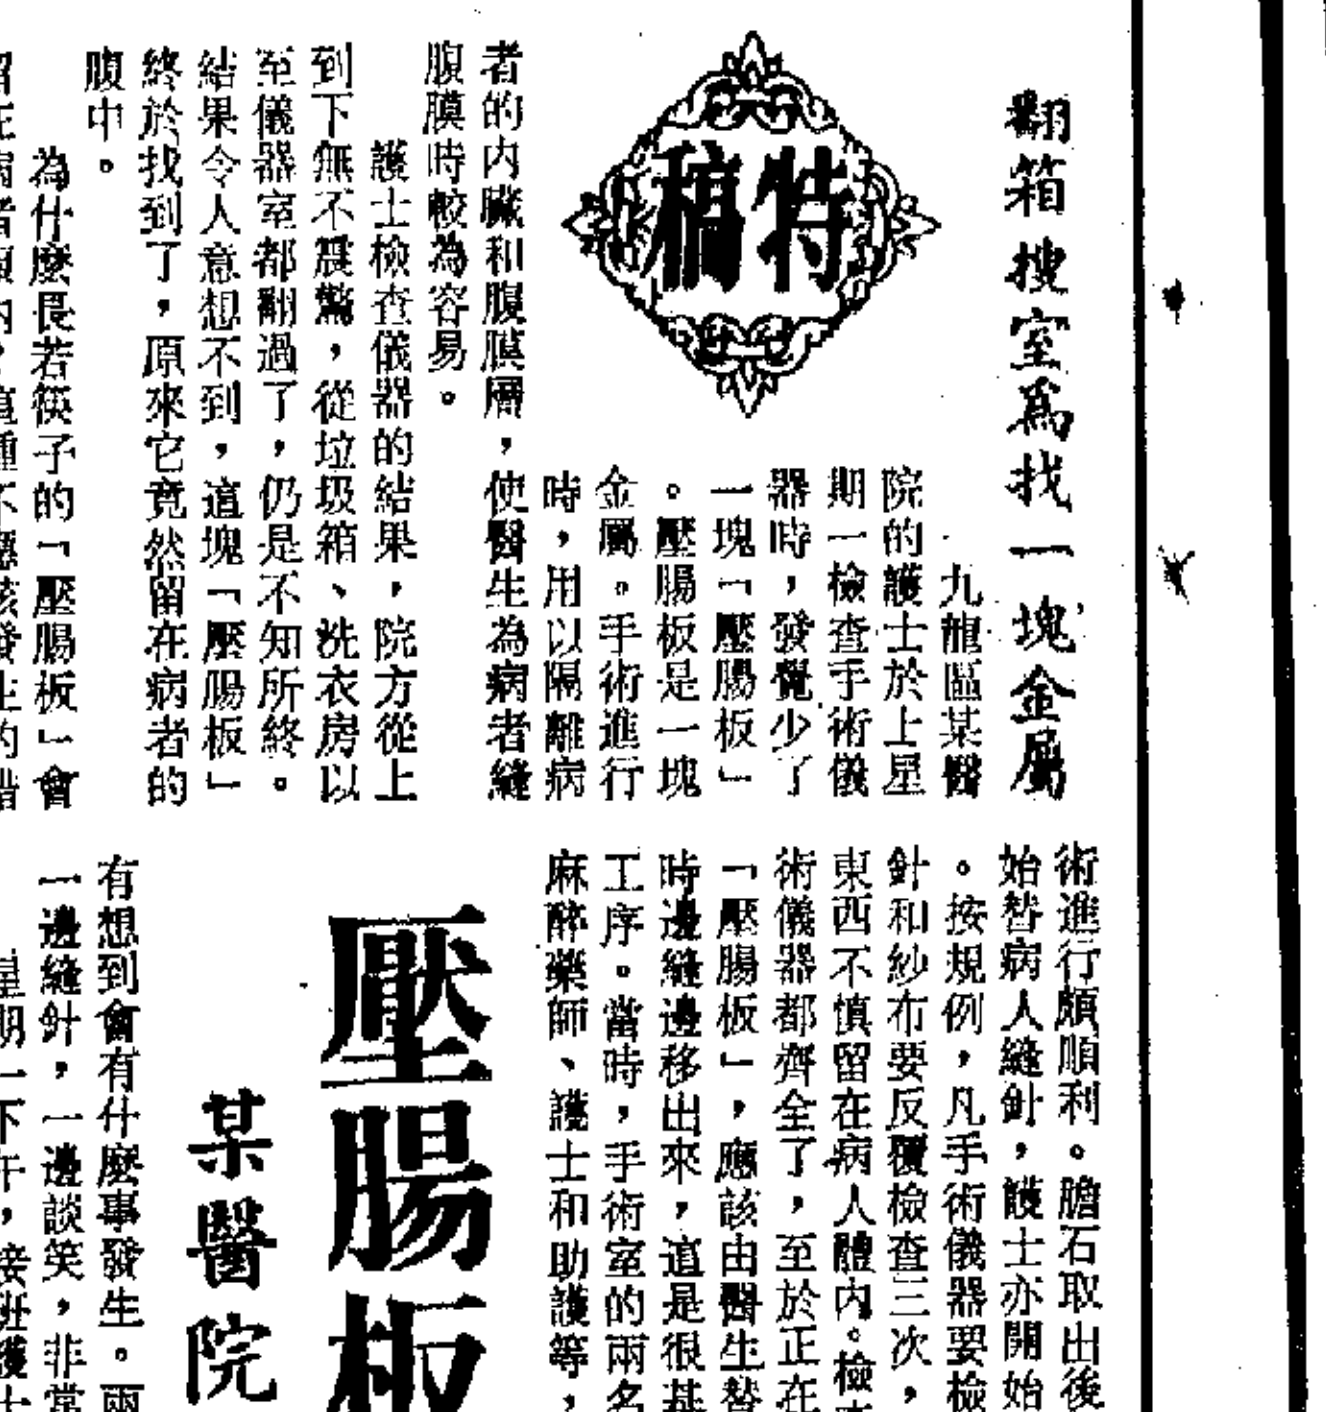 翻箱搜室爲找一塊金屬
特稿
九龍區某醫
院的護士於上星
期一檢查手術儀
器時，發覺少了
一塊「壓腸板」
。壓腸板是一塊
金屬。手術進行
時，用以隔離病
者的内臟和腹膜層，使醫生為病者縫
腹膜時較為容易。
護士檢查儀器的結果，院方從上
到下無不震驚，從垃圾箱、洗衣房以
至儀器室都翻過了，仍是不知所終。
結果令人意想不到，這塊「壓腸板」
終於找到了，原來它竟然留在病者的
腹中。
為什麼長若筷子的「壓腸板」會
術進行頗順利。膽石取出後
始替病人縫針，護士亦開始
。按規例，凡手術儀器要檢
針和紗布要反覆檢查三次，
東西不慎留在病人體内。檢
術儀器都齊全了，至於正在
「壓腸板」，應該由醫生替
時邊縫邊移出來，這是很基
工序。當時，手術室的兩名
麻醉藥師、護士和助護等，
壓腸板
某醫院
有想到會有什麼事發生。兩
一邊縫針，一邊談笑，非常